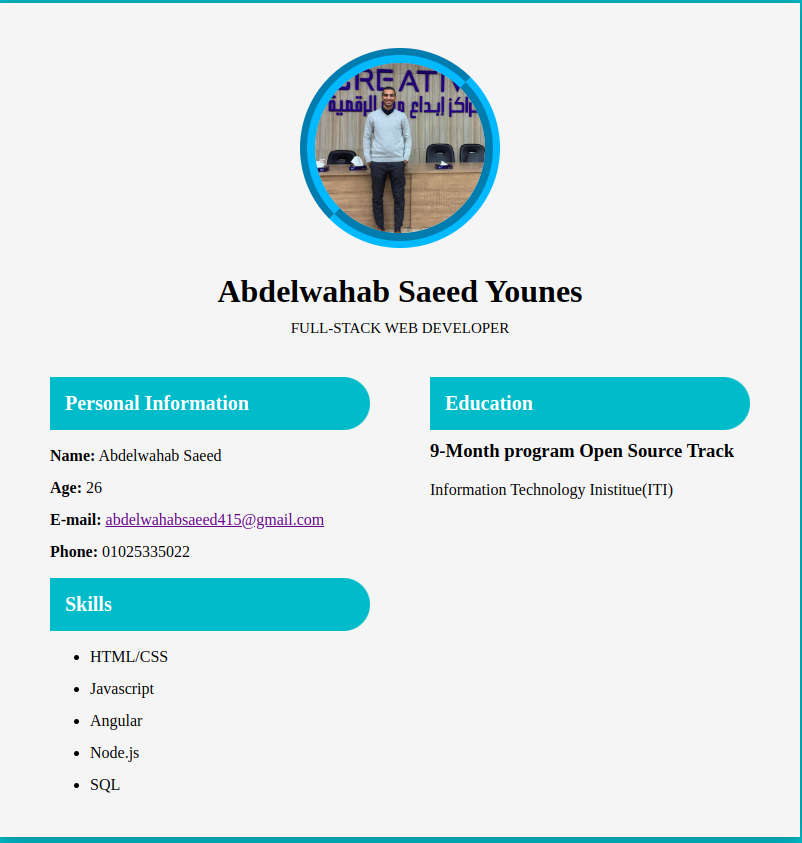 CREATIV
مراكز إبداع مصر الرقمية
Abdelwahab Saeed Younes
FULL-STACK WEB DEVELOPER
Personal Information
Name: Abdelwahab Saeed
Age: 26
E-mail: abdelwahabsaeed415@gmail.com
Phone: 01025335022
Skills
HTML/CSS
Javascript
Angular
Node.js
SQL
Education
9-Month program Open Source Track
Information Technology Inistitue(ITI)